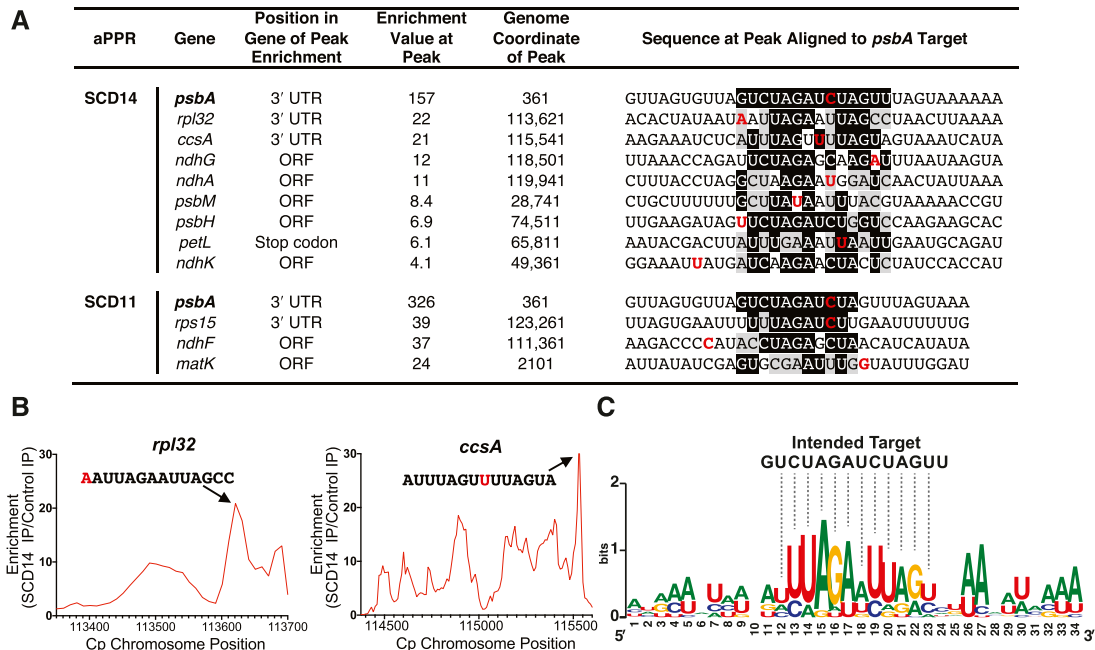 A
aPPR Gene Position in Gene of Peak Enrichment Enrichment Value at Peak Genome Coordinate of Peak Sequence at Peak Aligned to psbA Target
SCD14 psbA 3′ UTR 157 361 GUUAGUGUUAGUCUAGAUCUAGUUUAGUAAAAAA
rpl32 3′ UTR 22 113,621 ACACUAUAAUAAUUAGAAUUAGCCUAACUUAAAA
ccsA 3′ UTR 21 115,541 AAGAAAUCUCAUUUAGUUUUAGUAUAGUAAAUCAUA
ndhG ORF 12 118,501 UUAAACCAGAUUCUAGAGCAAGAUUUAAUAAGUA
ndhA ORF 11 119,941 CUUUACCUAGGCUAAGAAUGGAUCAACUAUUAAA
psbM ORF 8.4 28,741 CUGCUUUUUUGCUUAUAAUUUACGUAAAAACCGU
psbH ORF 6.9 74,511 UUGAAGAUAGUUCUAGAUCUGGUCCAAGAAGCAC
petL Stop codon 6.1 65,811 AAUACGACUUAUUUGAAAUUAAUUGAAUGCAGAU
ndhK ORF 4.1 49,361 GGAAAUUAUGAUCAAGAACUACUCUAUCCACCAU
SCD11 psbA 3′ UTR 326 361 GUUAGUGUUAGUCUAGAUCUAGUUUAGUAAA
rps15 3′ UTR 39 123,261 UUAGUGAAUUUUUUAGAUCUUGAAUUUUUUG
ndhF ORF 37 111,361 AAGACCCCAUACCUAGAGCUAACAUCAUAUA
matK ORF 24 2101 AUUAUAUCGAGUGCGAAUUUGGUAUUUGGAU
B
rpl32
Enrichment
(SCD14 IP/Control IP)
30
20
10
0
AAUUAGAAUUAGCC
113400 113500 113600 113700
Cp Chromosome Position
ccsA
Enrichment
(SCD14 IP/Control IP)
30
20
10
0
AUUUAGUUUUAGUA
114500 115000 115500
Cp Chromosome Position
C
Intended Target
GUCUAGAUCUAGUU
bits
2
1
0
5′ 1 2 3 4 5 6 7 8 9 10 11 12 13 14 15 16 17 18 19 20 21 22 23 24 25 26 27 28 29 30 31 32 33 34 3′